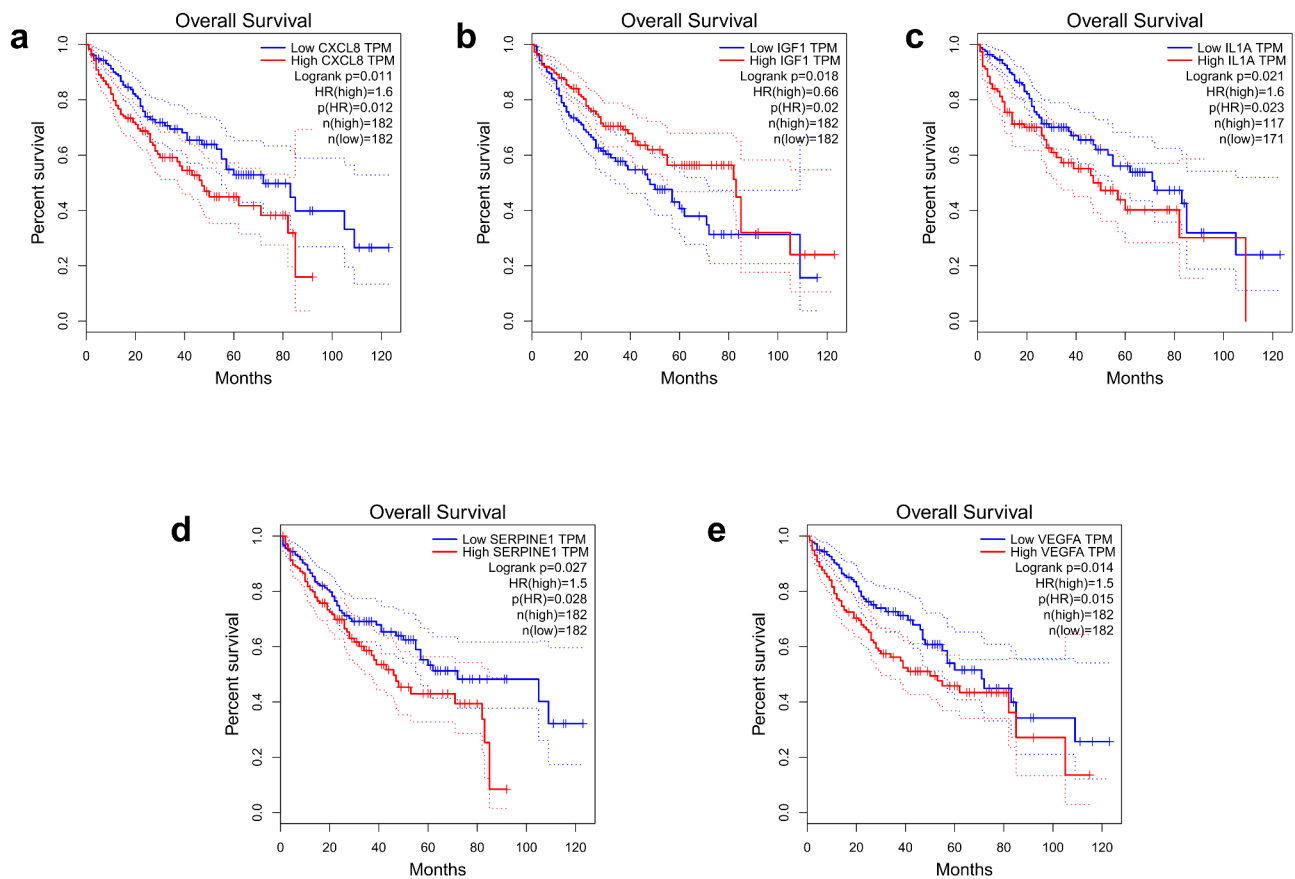 a
Overall Survival
Low CXCL8 TPM
High CXCL8 TPM
Logrank p=0.011
HR(high)=1.6
p(HR)=0.012
n(high)=182
n(low)=182
Percent survival
0.0 0.2 0.4 0.6 0.8 1.0
0 20 40 60 80 100 120
Months
b
Overall Survival
Low IGF1 TPM
High IGF1 TPM
Logrank p=0.018
HR(high)=0.66
p(HR)=0.02
n(high)=182
n(low)=182
Percent survival
0.0 0.2 0.4 0.6 0.8 1.0
0 20 40 60 80 100 120
Months
c
Overall Survival
Low IL1A TPM
High IL1A TPM
Logrank p=0.021
HR(high)=1.6
p(HR)=0.023
n(high)=117
n(low)=171
Percent survival
0.0 0.2 0.4 0.6 0.8 1.0
0 20 40 60 80 100 120
Months
d
Overall Survival
Low SERPINE1 TPM
High SERPINE1 TPM
Logrank p=0.027
HR(high)=1.5
p(HR)=0.028
n(high)=182
n(low)=182
Percent survival
0.0 0.2 0.4 0.6 0.8 1.0
0 20 40 60 80 100 120
Months
e
Overall Survival
Low VEGFA TPM
High VEGFA TPM
Logrank p=0.014
HR(high)=1.5
p(HR)=0.015
n(high)=182
n(low)=182
Percent survival
0.0 0.2 0.4 0.6 0.8 1.0
0 20 40 60 80 100 120
Months